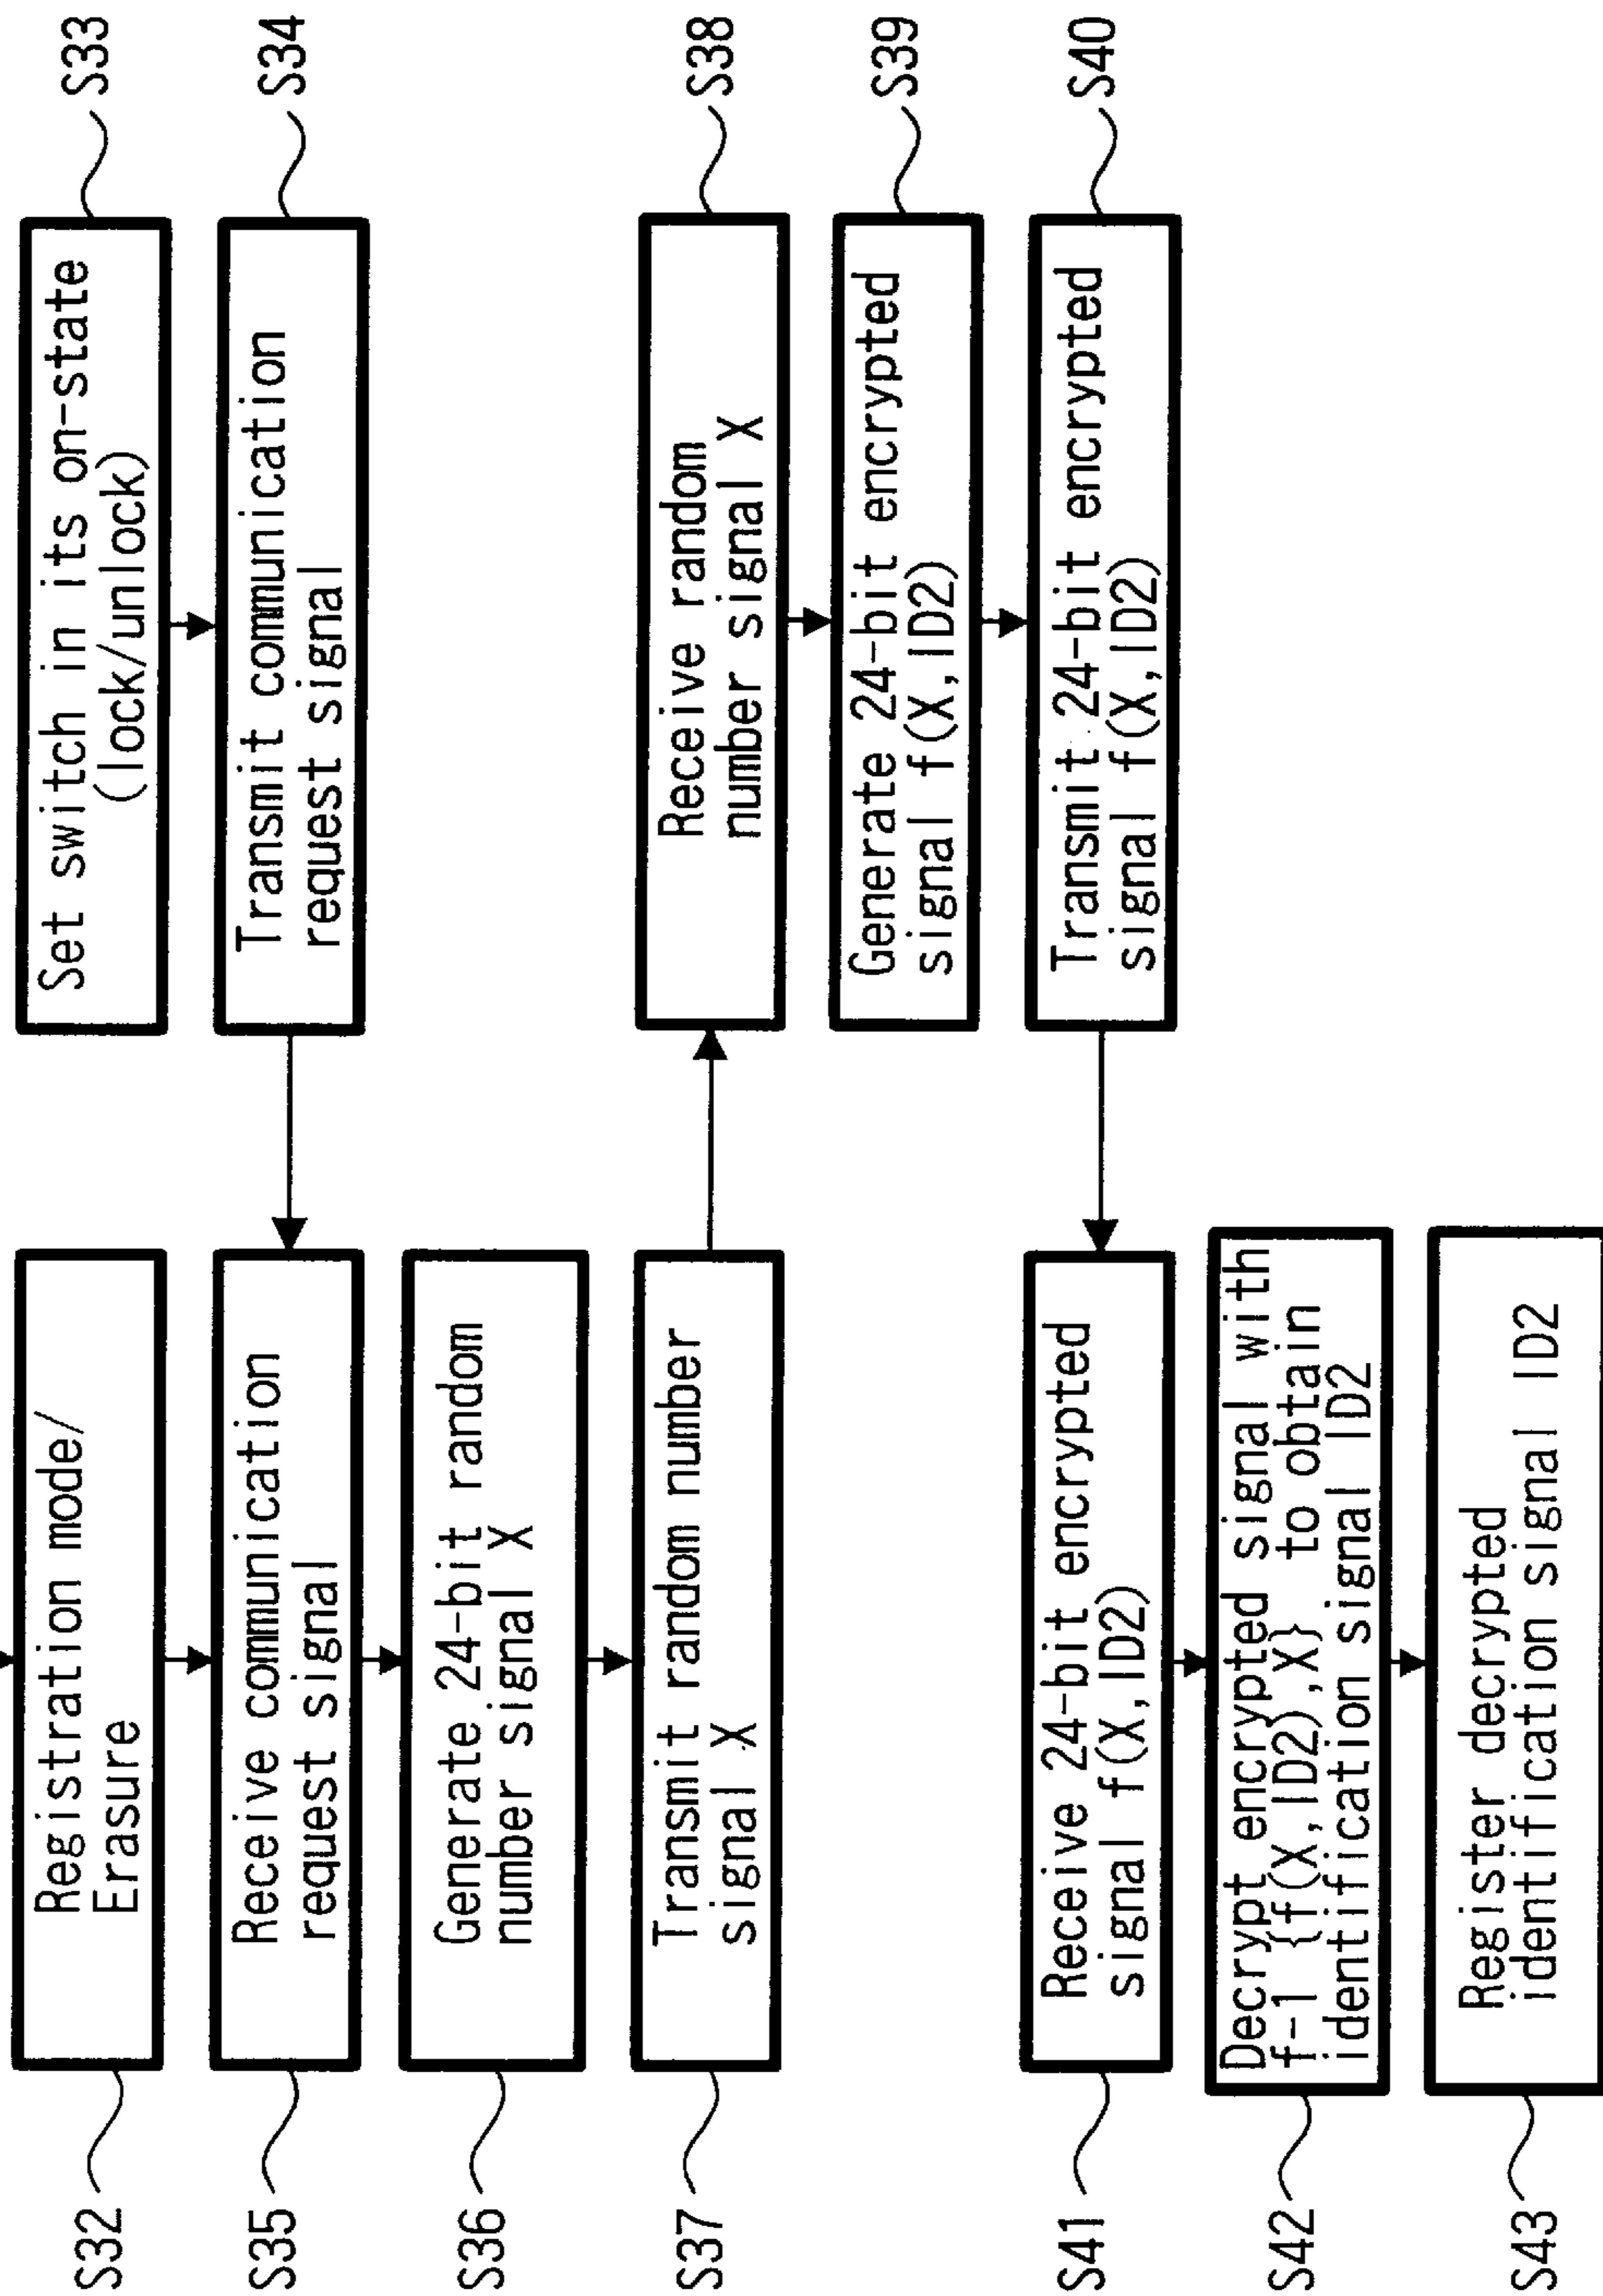 S32
Registration mode/
Erasure
S33
Set switch in its on-state
(lock/unlock)
S34
Transmit communication
request signal
S35
Receive communication
request signal
S36
Generate 24-bit random
number signal X
S37
Transmit random number
signal X
S38
Receive random
number signal X
S39
Generate 24-bit encrypted
signal f(X,ID2)
S40
Transmit 24-bit encrypted
signal f(X,ID2)
S41
Receive 24-bit encrypted
signal f(X,ID2)
S42
Decrypt encrypted signal with
f-1 {f(X,ID2),X} to obtain
identification signal ID2
S43
Register decrypted
identification signal ID2